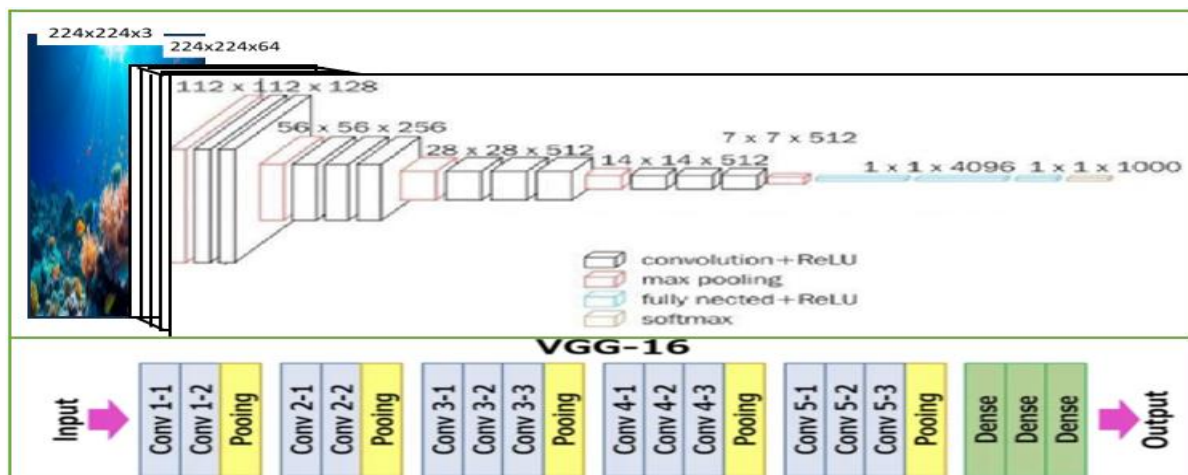 224x224x3
224x224x64
112 x 112 x 128
56 x 56 x 256
28 x 28 x 512
14 x 14 x 512
7 x 7 x 512
1 x 1 x 4096
1 x 1 x 1000
convolution+ReLU
max pooling
fully nected+ReLU
softmax
VGG-16
Input
Conv 1-1
Conv 1-2
Pooing
Conv 2-1
Conv 2-2
Pooing
Conv 3-1
Conv 3-2
Conv 3-3
Pooing
Conv 4-1
Conv 4-2
Conv 4-3
Pooing
Conv 5-1
Conv 5-2
Conv 5-3
Pooing
Dense
Dense
Dense
Output